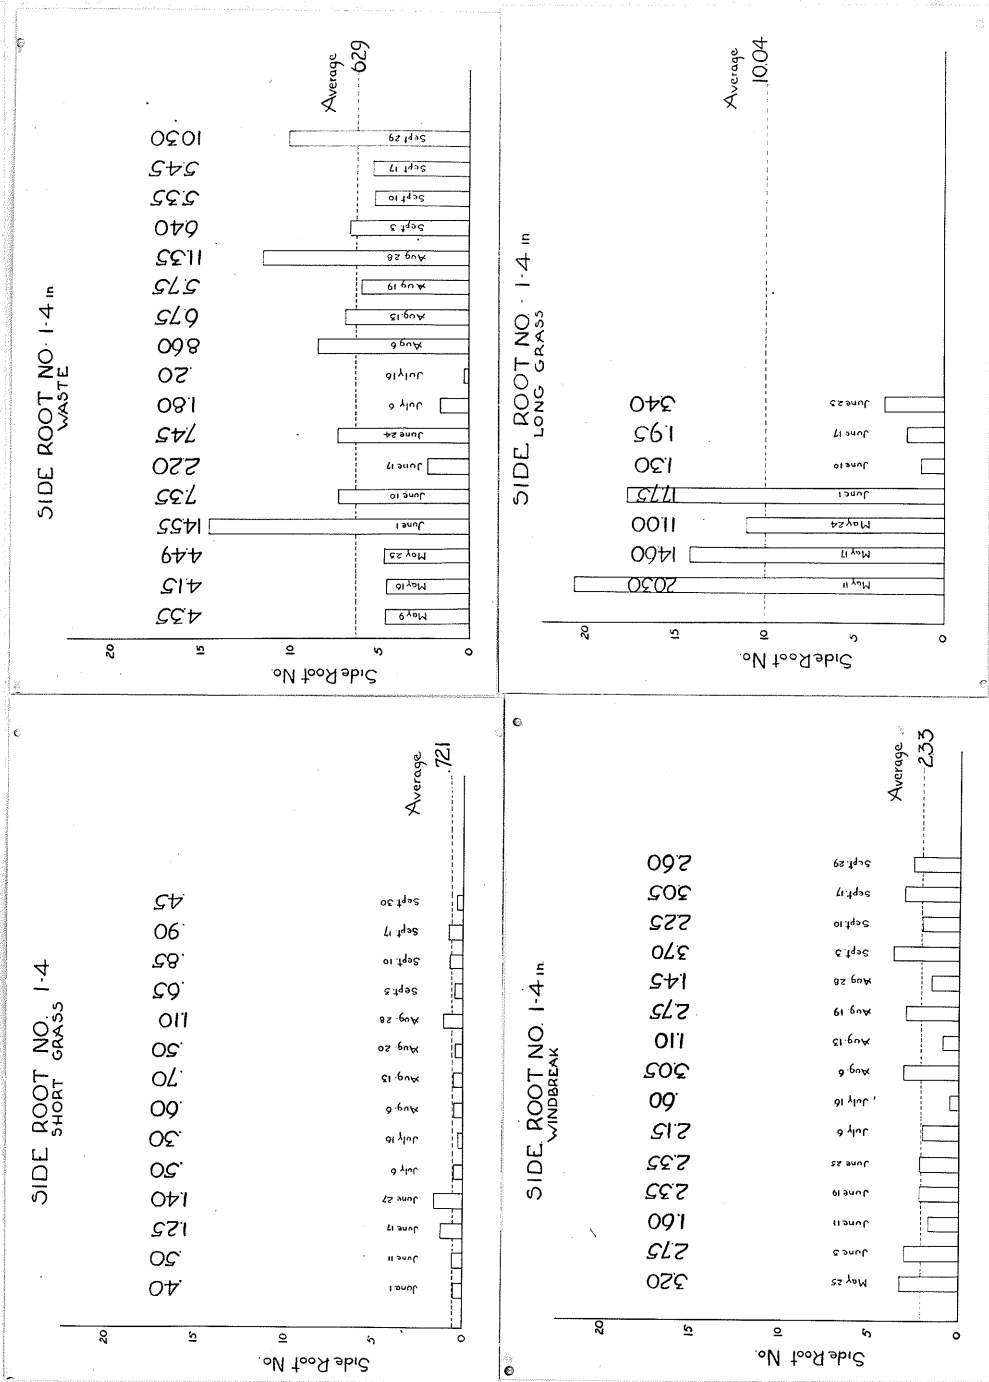 SIDE ROOT NO. 1-4 in
WASTE
Average
6.29
10.30 Sept 29
5.45 Sept 17
5.35 Sept 10
6.40 Sept 3
11.35 Aug 28
5.75 Aug 19
6.75 Aug. 13
8.60 Aug 6
.20 July 16
1.80 July 6
7.45 June 24
2.20 June 17
7.35 June 10
14.55 June 1
4.49 May 23
4.15 May 16
4.35 May 9
20 15 10 5 0
Side Root No.
SIDE ROOT NO. 1-4 in
LONG GRASS
Average
10.04
3.40 June 23
1.95 June 17
1.30 June 10
17.75 June 1
11.00 May 24
14.60 May 17
20.30 May 11
20 15 10 5 0
Side Root No.
SIDE ROOT NO. 1-4
SHORT GRASS
Average
.721
.45 Sept 30
.90 Sept 17
.85 Sept. 10
.65 Sept 3
1.10 Aug. 28
.50 Aug. 20
.70 Aug. 13
.60 Aug. 6
.30 July 16
.50 July 6
1.40 June 27
1.25 June 17
.50 June 11
.40 June 1
20 15 10 5 0
Side Root No.
SIDE ROOT NO. 1-4 in
WINDBREAK
Average
2.33
2.60 Sept. 29
3.05 Sept. 17
2.25 Sept. 10
3.70 Sept. 3
1.45 Aug 28
2.75 Aug. 19
1.10 Aug. 13
3.05 Aug. 6
.60 July 16
2.15 July 6
2.35 June 25
2.35 June 19
1.60 June 11
2.75 June 3
3.20 May 25
20 15 10 5 0
Side Root No.